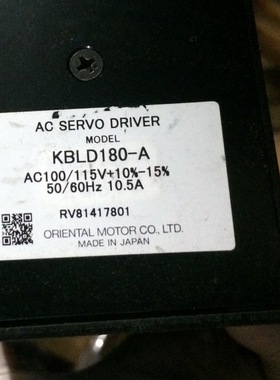 AC SERVO DRIVER
MODEL
KBLD180-A
AC100/115V+10%-15%
50/60Hz 10.5A
RV81417801
ORIENTAL MOTOR CO., LTD.
MADE IN JAPAN